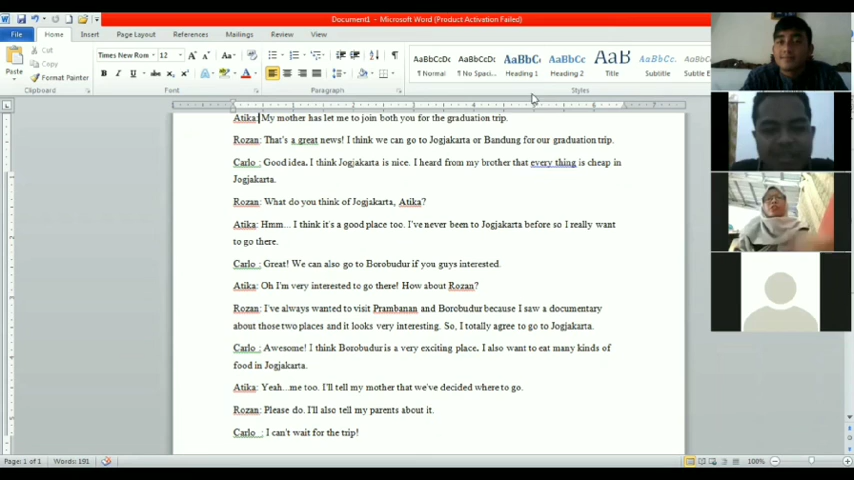 Document1 - Microsoft Word (Product Activation Failed)
File Home Insert Page Layout References Mailings Review View
Cut
Copy
Format Painter
Paste
Clipboard
Times New Rom 12
Font
Paragraph
AaBbCcDc AaBbCcDc AaBbCc AaBbCc AaB AaBbCc. AaBbCcDc
¶ Normal ¶ No Spaci... Heading 1 Heading 2 Title Subtitle Subtle E
Styles
Atika: My mother has let me to join both you for the graduation trip.
Rozan: That's a great news! I think we can go to Jogjakarta or Bandung for our graduation trip.
Carlo : Good idea. I think Jogjakarta is nice. I heard from my brother that every thing is cheap in
Jogjakarta.
Rozan: What do you think of Jogjakarta, Atika?
Atika: Hmm... I think it's a good place too. I've never been to Jogjakarta before so I really want
to go there.
Carlo : Great! We can also go to Borobudur if you guys interested.
Atika: Oh I'm very interested to go there! How about Rozan?
Rozan: I've always wanted to visit Prambanan and Borobudur because I saw a documentary
about those two places and it looks very interesting. So, I totally agree to go to Jogjakarta.
Carlo : Awesome! I think Borobudur is a very exciting place. I also want to eat many kinds of
food in Jogjakarta.
Atika: Yeah...me too. I'll tell my mother that we've decided where to go.
Rozan: Please do. I'll also tell my parents about it.
Carlo : I can't wait for the trip!
Page: 1 of 1 Words: 191 100%